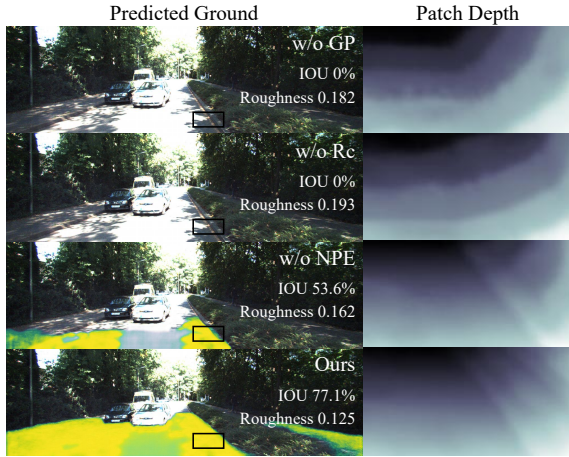 Predicted Ground
Patch Depth
w/o GP
IOU 0%
Roughness 0.182
w/o Rc
IOU 0%
Roughness 0.193
w/o NPE
IOU 53.6%
Roughness 0.162
Ours
IOU 77.1%
Roughness 0.125